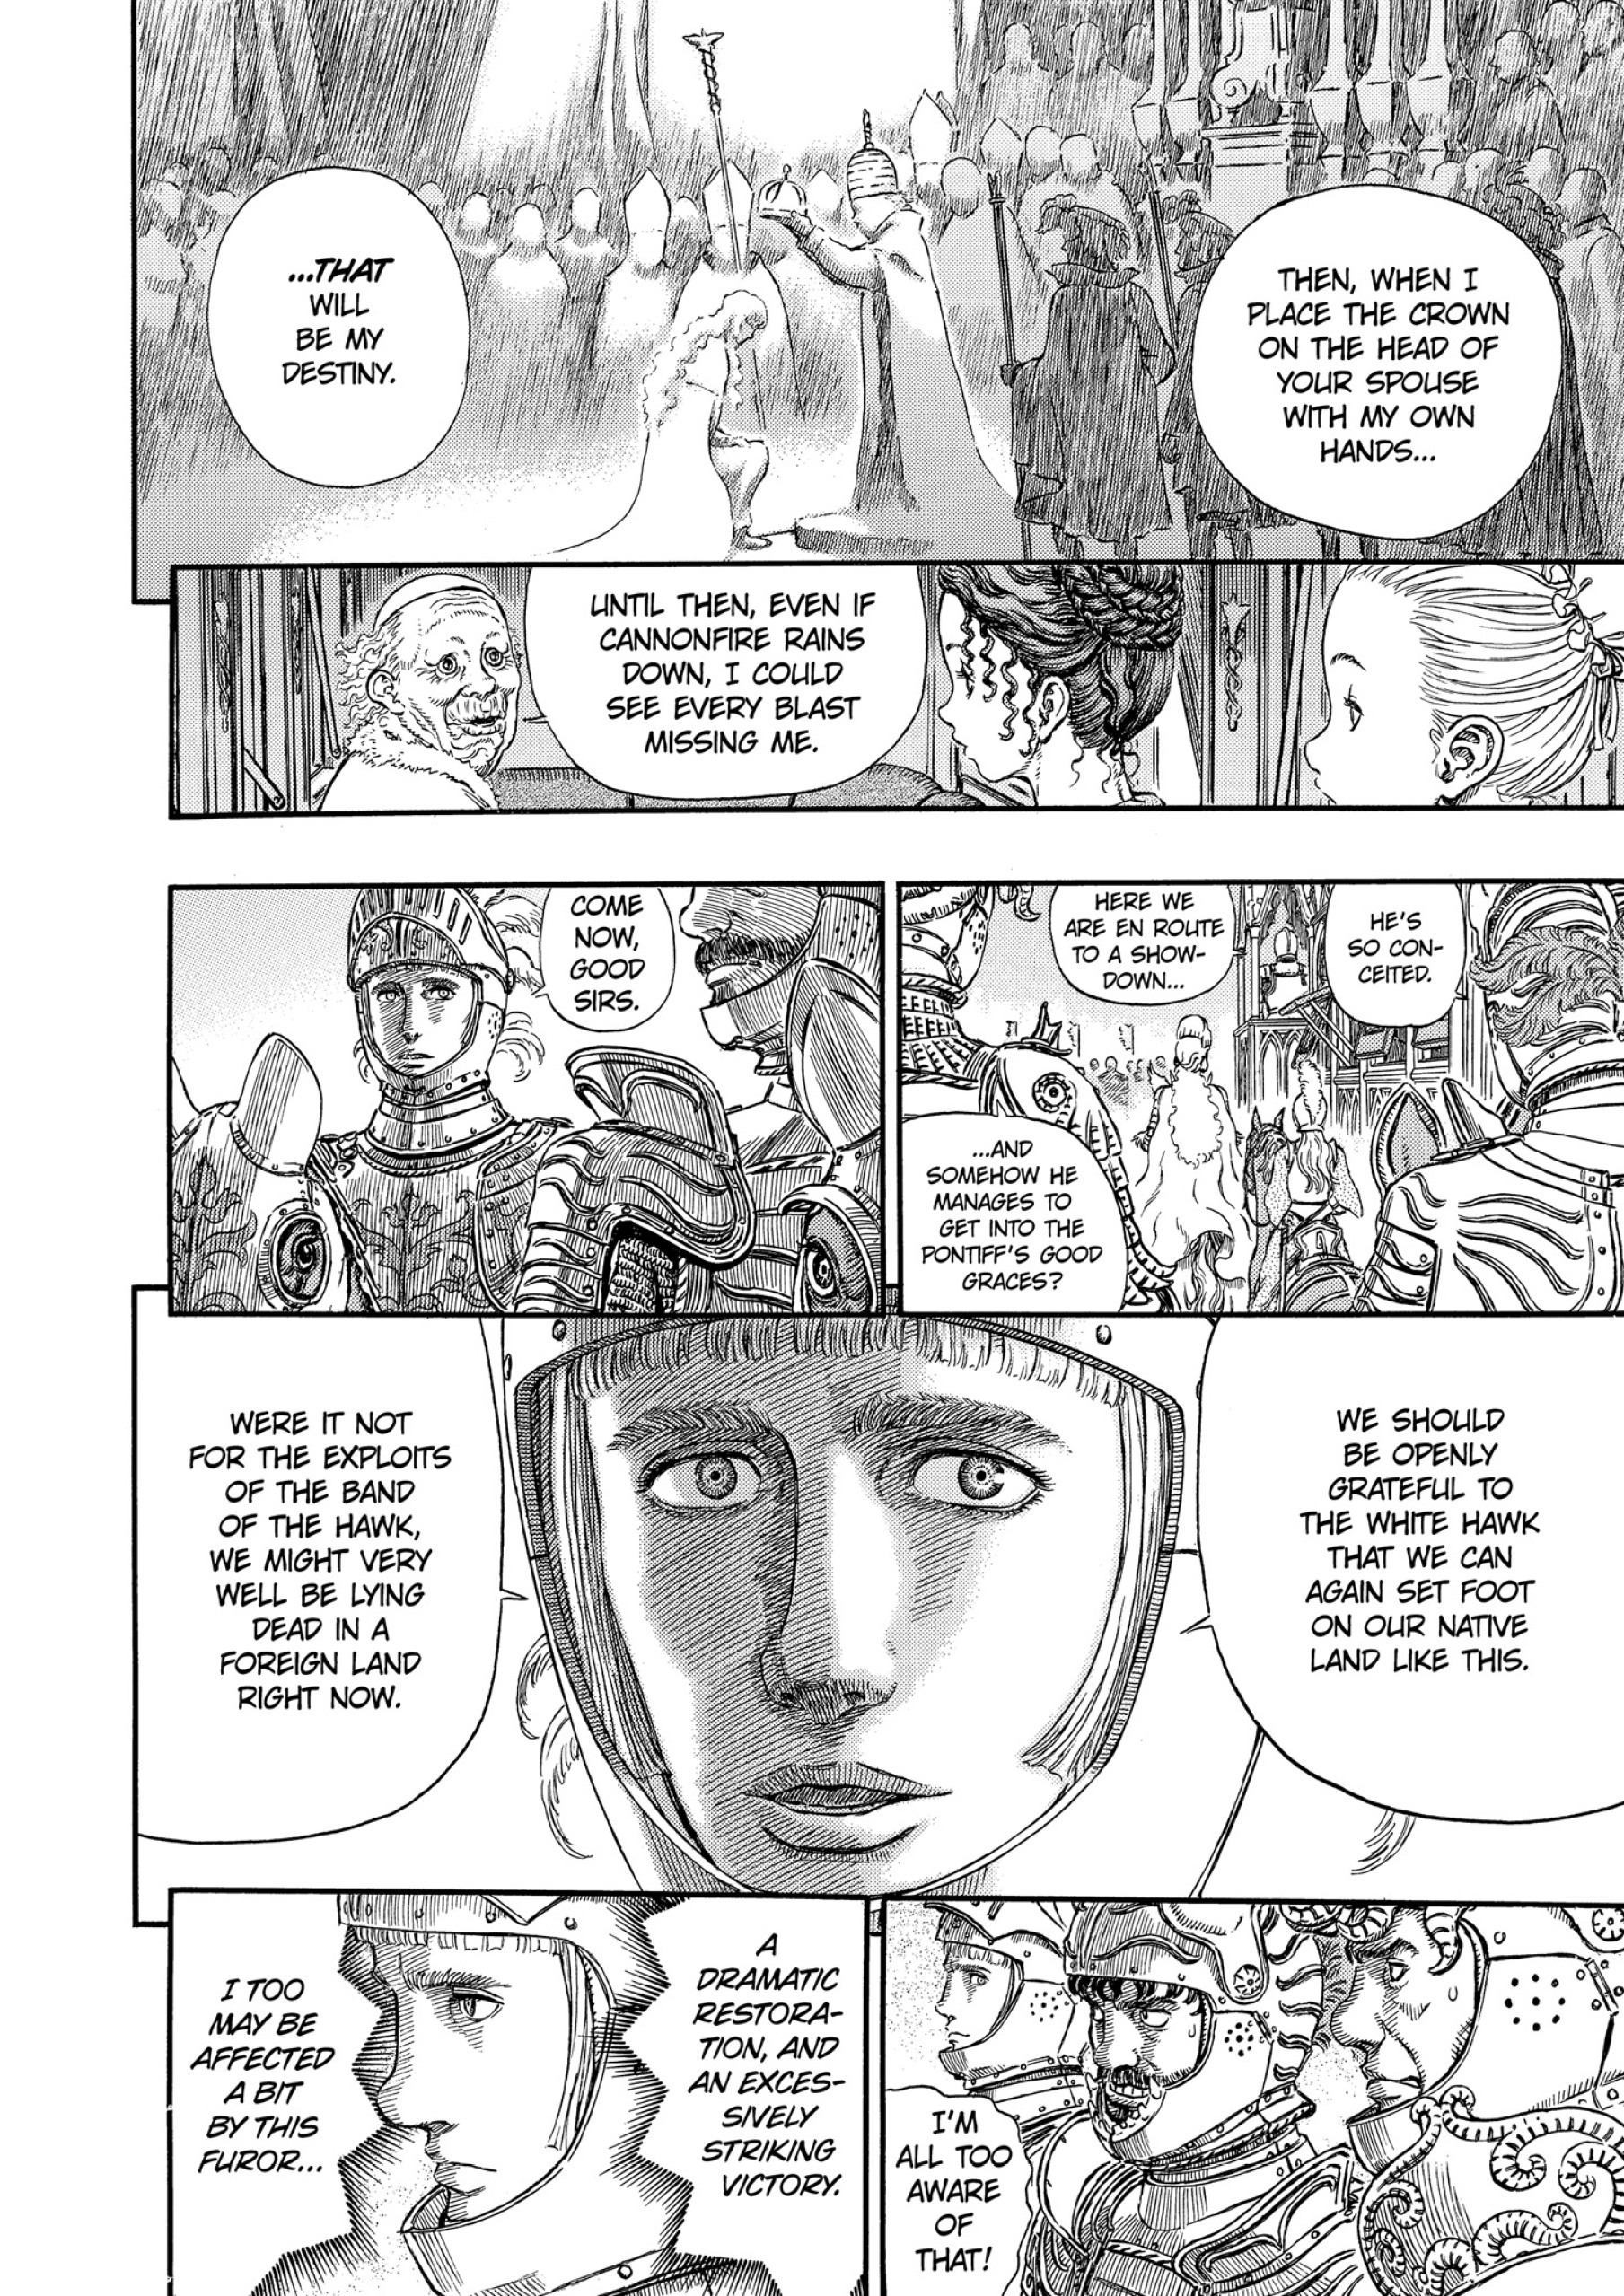 THEN, WHEN I
PLACE THE CROWN
ON THE HEAD OF
YOUR SPOUSE
WITH MY OWN
HANDS...
...THAT
WILL
BE MY
DESTINY.
UNTIL THEN, EVEN IF
CANNONFIRE RAINS
DOWN, I COULD
SEE EVERY BLAST
MISSING ME.
HE'S
SO CON-
CEITED.
HERE WE
ARE EN ROUTE
TO A SHOW-
DOWN...
...AND
SOMEHOW HE
MANAGES TO
GET INTO THE
PONTIFF'S GOOD
GRACES?
COME
NOW,
GOOD
SIRS.
WE SHOULD
BE OPENLY
GRATEFUL TO
THE WHITE HAWK
THAT WE CAN
AGAIN SET FOOT
ON OUR NATIVE
LAND LIKE THIS.
WERE IT NOT
FOR THE EXPLOITS
OF THE BAND
OF THE HAWK,
WE MIGHT VERY
WELL BE LYING
DEAD IN A
FOREIGN LAND
RIGHT NOW.
I'M
ALL TOO
AWARE
OF
THAT!
A
DRAMATIC
RESTORA-
TION, AND
AN EXCES-
SIVELY
STRIKING
VICTORY.
I TOO
MAY BE
AFFECTED
A BIT
BY THIS
FUROR...